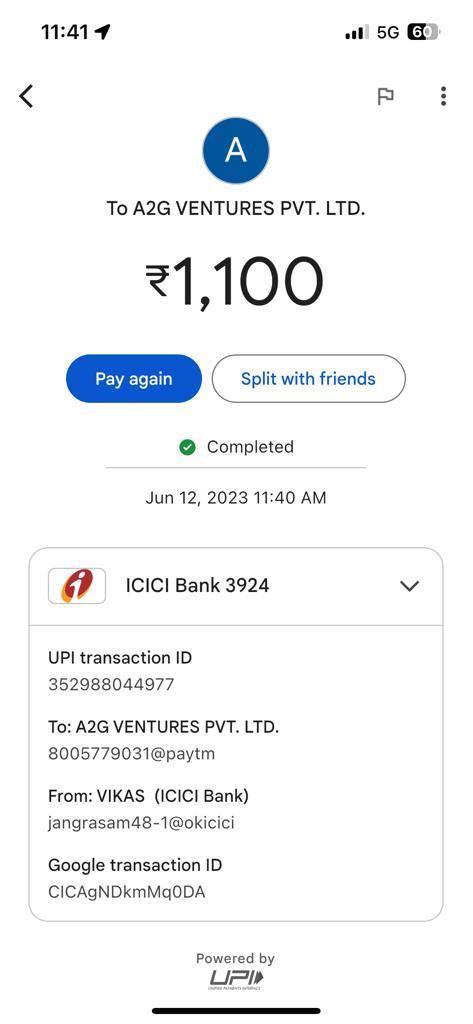 11:41
5G 60
A
To A2G VENTURES PVT. LTD.
₹1,100
Pay again
Split with friends
Completed
Jun 12, 2023 11:40 AM
ICICI Bank 3924
UPI transaction ID
352988044977
To: A2G VENTURES PVT. LTD.
8005779031@paytm
From: VIKAS (ICICI Bank)
jangrasam48-1@okicici
Google transaction ID
CICAgNDkmMq0DA
Powered by
UPI
UNIFIED PAYMENTS INTERFACE